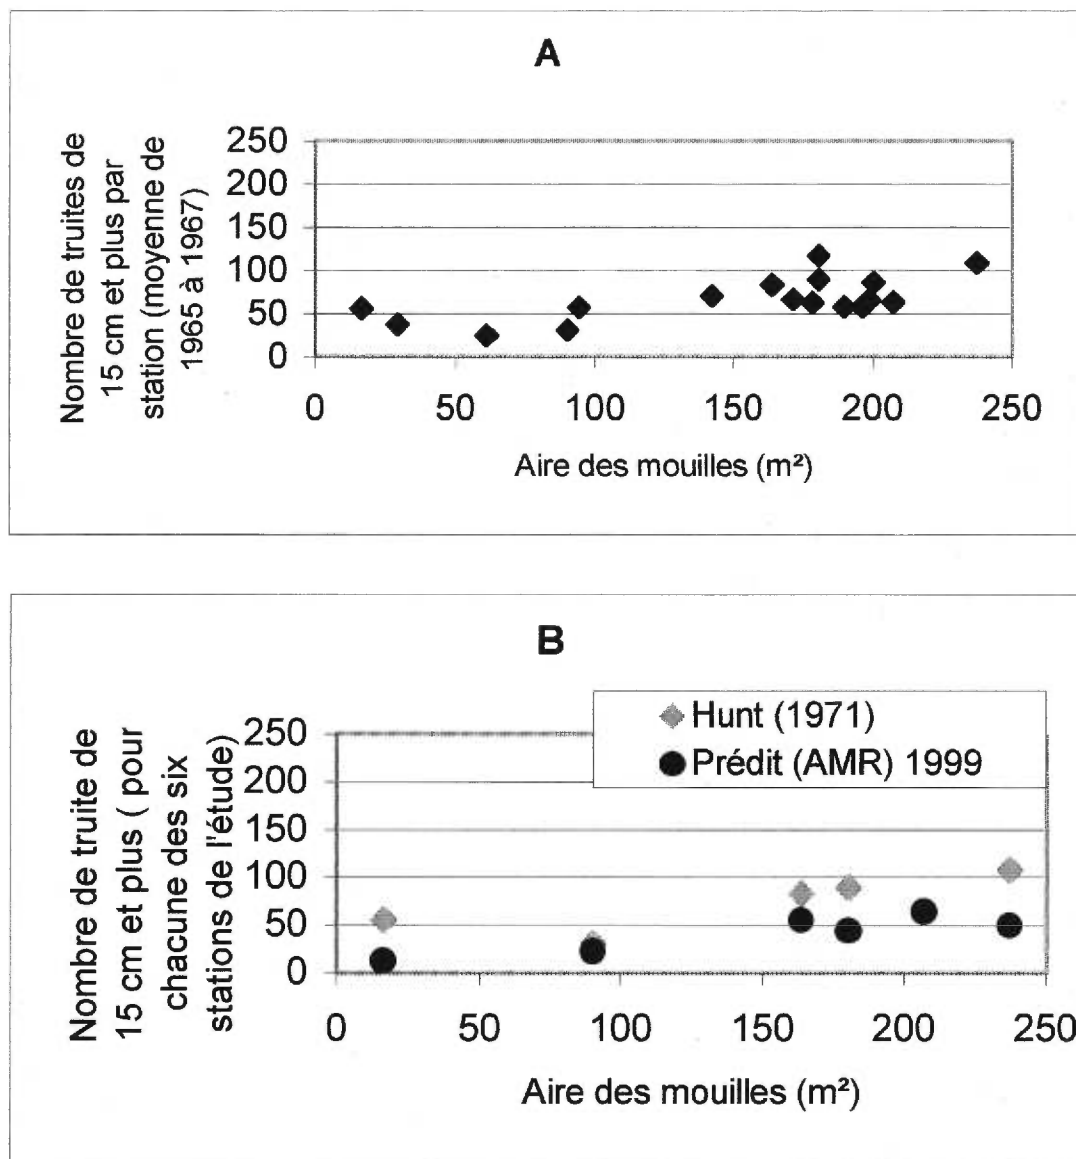 A
Nombre de truites de
15 cm et plus par
station (moyenne de
1965 à 1967)
250
200
150
100
50
0
0 50 100 150 200 250
Aire des mouilles (m²)
B
Hunt (1971)
Prédit (AMR) 1999
Nombre de truite de
15 cm et plus ( pour
chacune des six
stations de l'étude)
250
200
150
100
50
0
0 50 100 150 200 250
Aire des mouilles (m²)